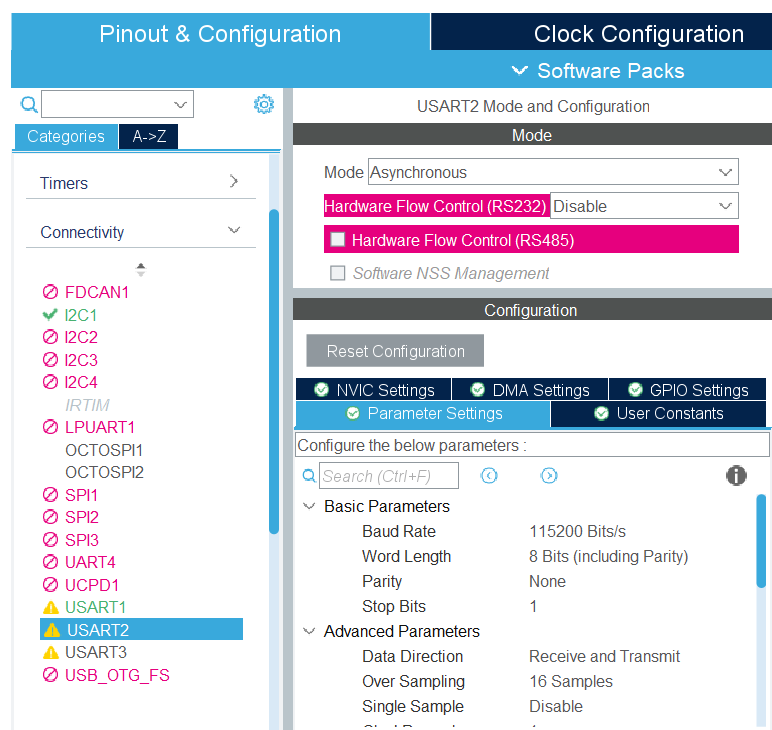 Pinout & Configuration
Clock Configuration
Software Packs
Categories
A->Z
Timers
Connectivity
FDCAN1
I2C1
I2C2
I2C3
I2C4
IRTIM
LPUART1
OCTOSPI1
OCTOSPI2
SPI1
SPI2
SPI3
UART4
UCPD1
USART1
USART2
USART3
USB_OTG_FS
USART2 Mode and Configuration
Mode
Mode Asynchronous
Hardware Flow Control (RS232) Disable
Hardware Flow Control (RS485)
Software NSS Management
Configuration
Reset Configuration
NVIC Settings
DMA Settings
GPIO Settings
Parameter Settings
User Constants
Configure the below parameters :
Search (Ctrl+F)
Basic Parameters
Baud Rate 115200 Bits/s
Word Length 8 Bits (including Parity)
Parity None
Stop Bits 1
Advanced Parameters
Data Direction Receive and Transmit
Over Sampling 16 Samples
Single Sample Disable